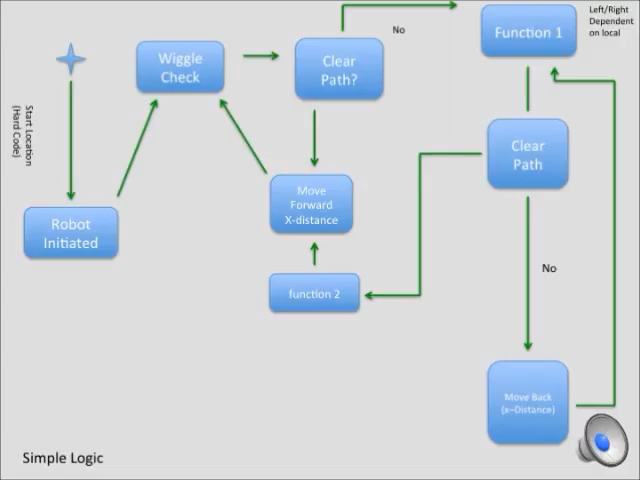 Left/Right
Dependent
on local
Function 1
No
Wiggle
Check
Clear
Path?
Start Location
(Hard Code)
Clear
Path
Move
Forward
X-distance
Robot
Initiated
No
function 2
Move Back
(x-Distance)
Simple Logic